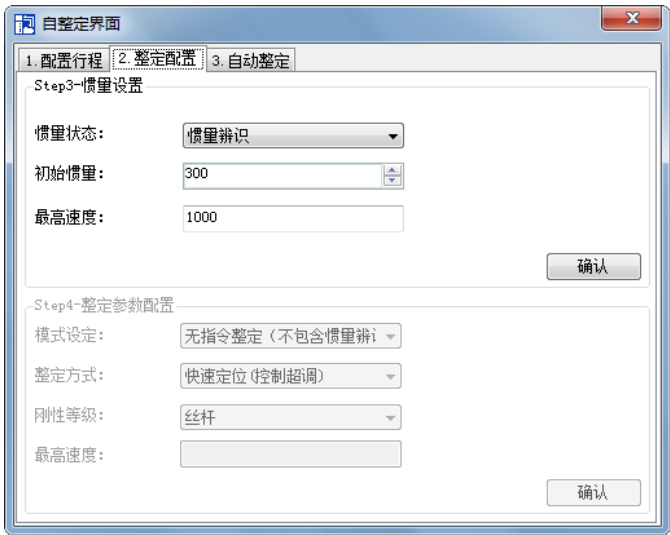 自整定界面
1.配置行程 2.整定配置 3.自动整定
Step3-惯量设置
惯量状态： 惯量辨识
初始惯量： 300
最高速度： 1000
确认
Step4-整定参数配置
模式设定： 无指令整定（不包含惯量辨
整定方式： 快速定位(控制超调)
刚性等级： 丝杆
最高速度：
确认